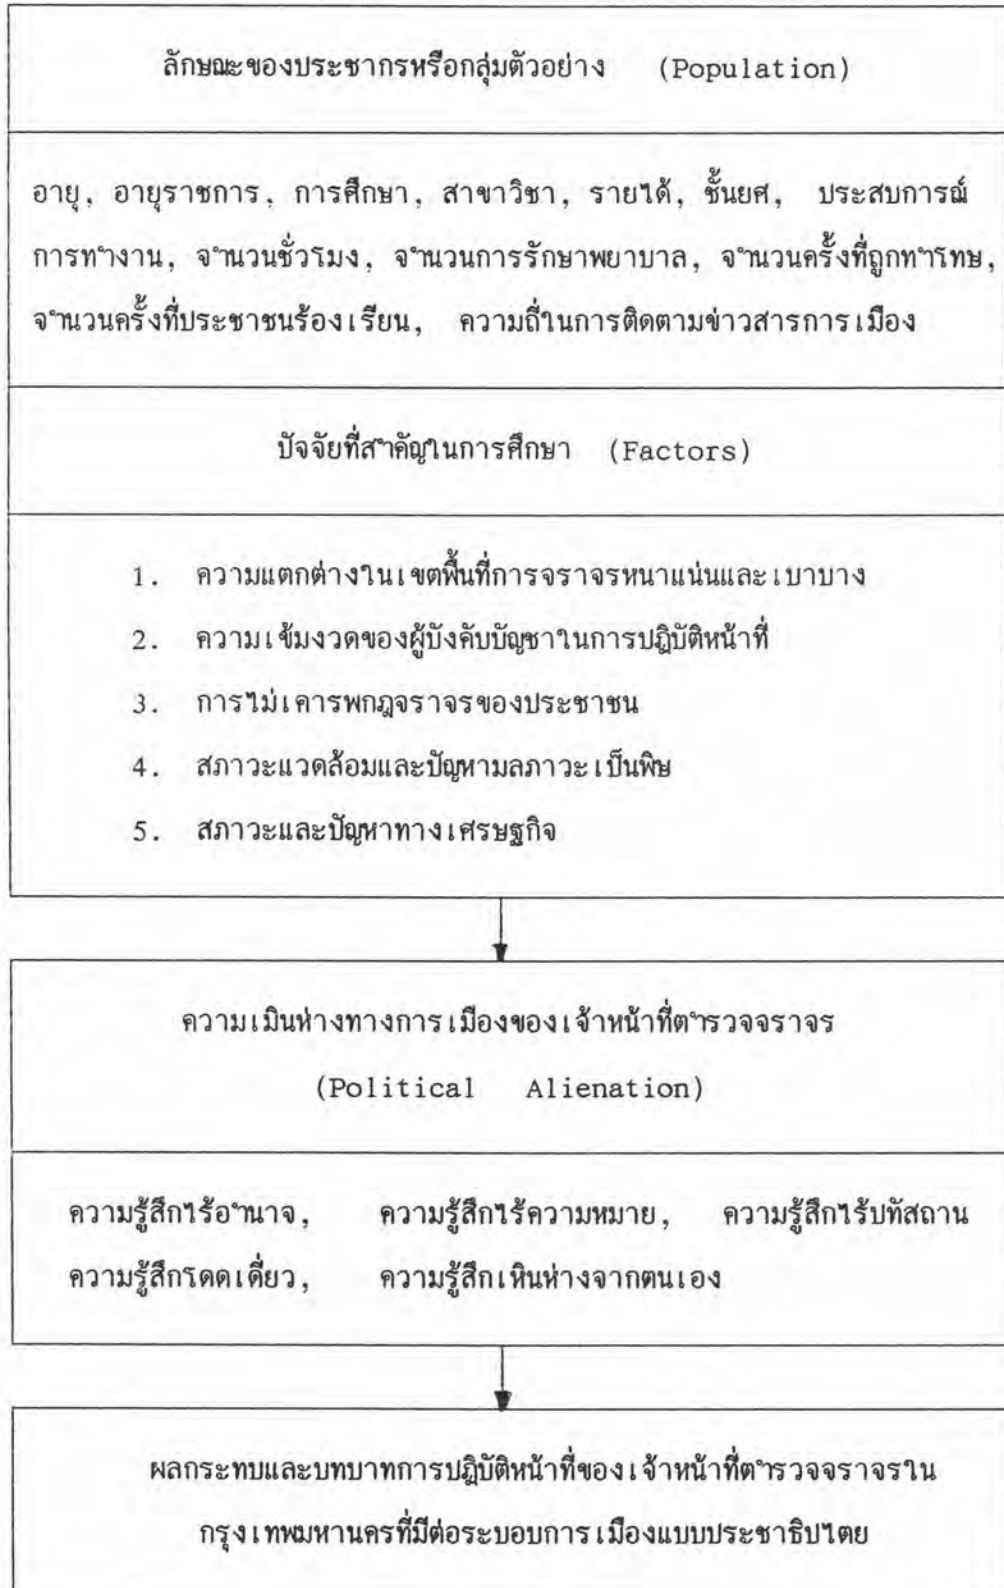 ลักษณะของประชากรหรือกลุ่มตัวอย่าง (Population)
อายุ, อายุราชการ, การศึกษา, สาขาวิชา, รายได้, ชั้นยศ, ประสบการณ์
การทำงาน, จำนวนชั่วโมง, จำนวนการรักษาพยาบาล, จำนวนครั้งที่ถูกทำโทษ,
จำนวนครั้งที่ประชาชนร้องเรียน, ความถี่ในการติดตามข่าวสารการเมือง
ปัจจัยที่สำคัญในการศึกษา (Factors)
1. ความแตกต่างในเขตพื้นที่การจราจรหนาแน่นและเบาบาง
2. ความเข้มงวดของผู้บังคับบัญชาในการปฏิบัติหน้าที่
3. การไม่เคารพกฎจราจรของประชาชน
4. สภาวะแวดล้อมและปัญหามลภาวะเป็นพิษ
5. สภาวะและปัญหาทางเศรษฐกิจ
ความเมินห่างทางการเมืองของเจ้าหน้าที่ตำรวจจราจร
(Political Alienation)
ความรู้สึกไร้อำนาจ, ความรู้สึกไร้ความหมาย, ความรู้สึกไร้บทัสถาน
ความรู้สึกโดดเดี่ยว, ความรู้สึกเหินห่างจากตนเอง
ผลกระทบและบทบาทการปฏิบัติหน้าที่ของเจ้าหน้าที่ตำรวจจราจรใน
กรุงเทพมหานครที่มีต่อระบอบการเมืองแบบประชาธิปไตย